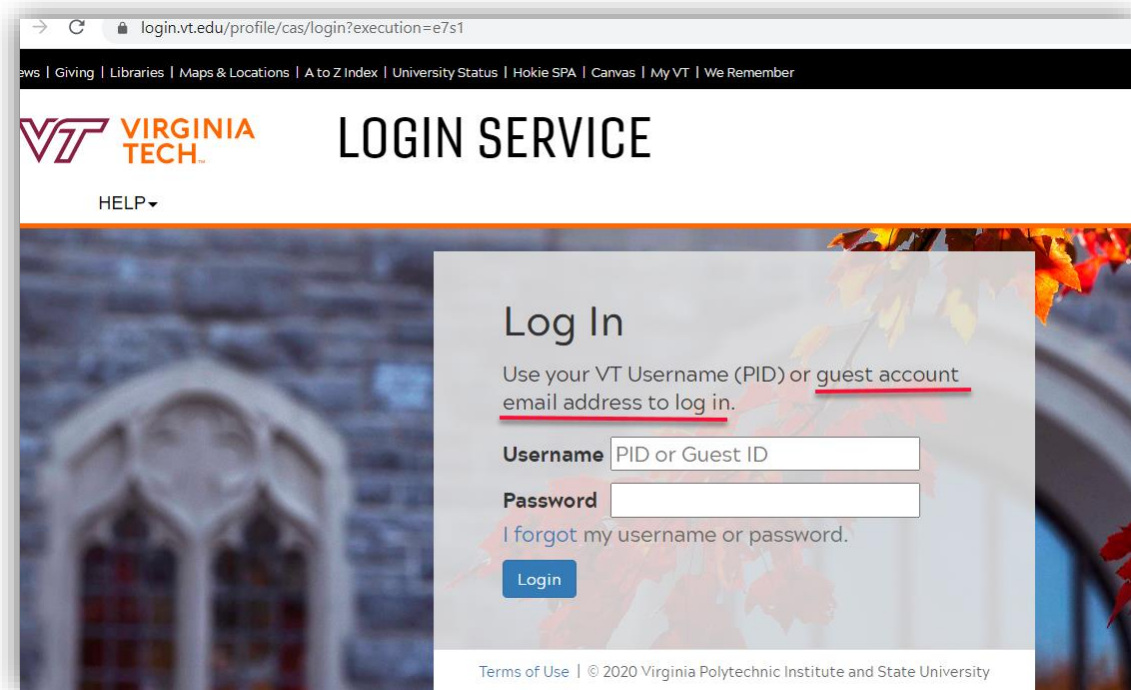 login.vt.edu/profile/cas/login?execution=e7s1
| Giving | Libraries | Maps & Locations | A to Z Index | University Status | Hokie SPA | Canvas | My VT | We Remember
VT VIRGINIA TECH™
LOGIN SERVICE
HELP
Log In
Use your VT Username (PID) or guest account
email address to log in.
Username PID or Guest ID
Password
I forgot my username or password.
Login
Terms of Use | © 2020 Virginia Polytechnic Institute and State University